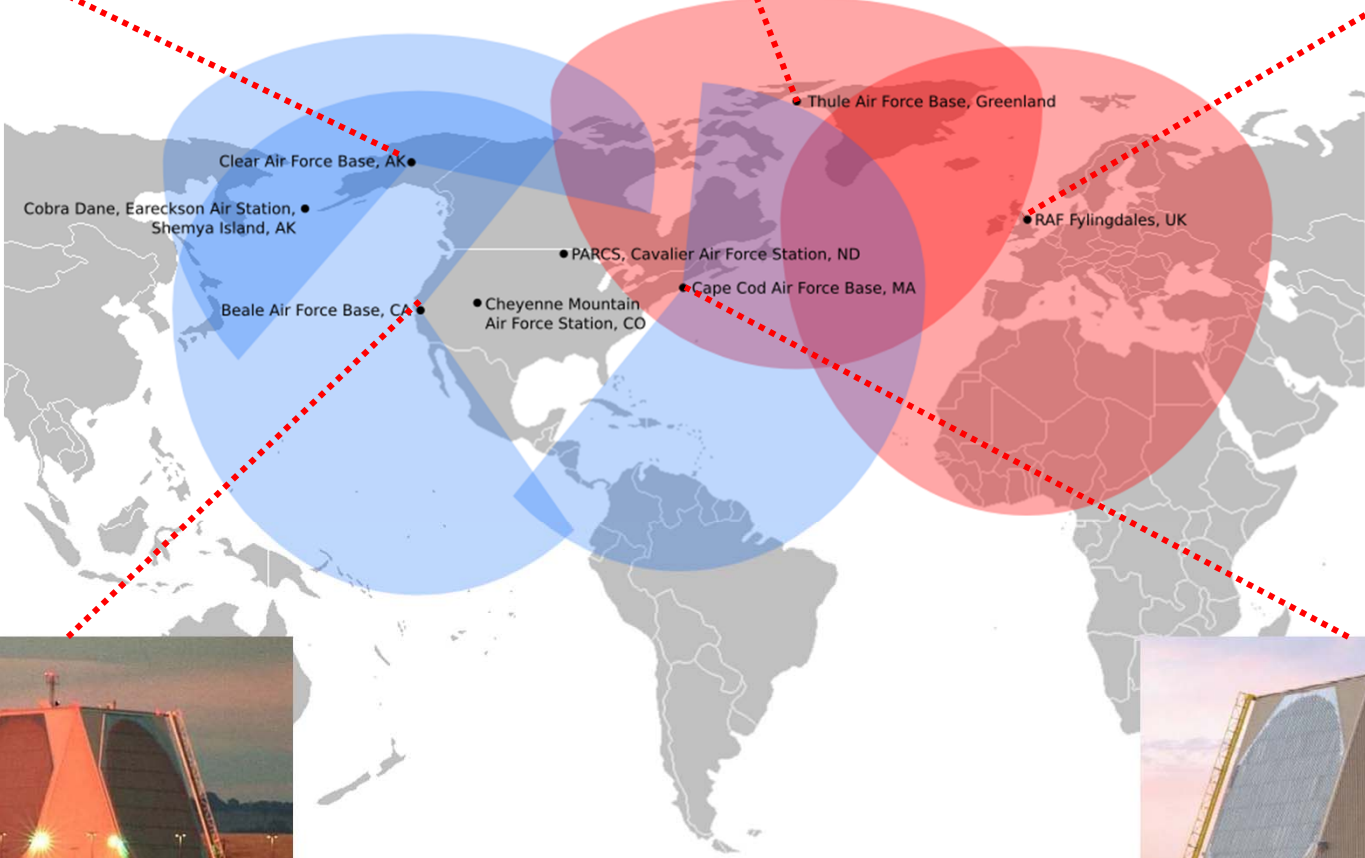 Thule Air Force Base, Greenland
Clear Air Force Base, AK
Cobra Dane, Eareckson Air Station,
Shemya Island, AK
RAF Fylingdales, UK
PARCS, Cavalier Air Force Station, ND
Cape Cod Air Force Base, MA
Beale Air Force Base, CA
Cheyenne Mountain
Air Force Station, CO